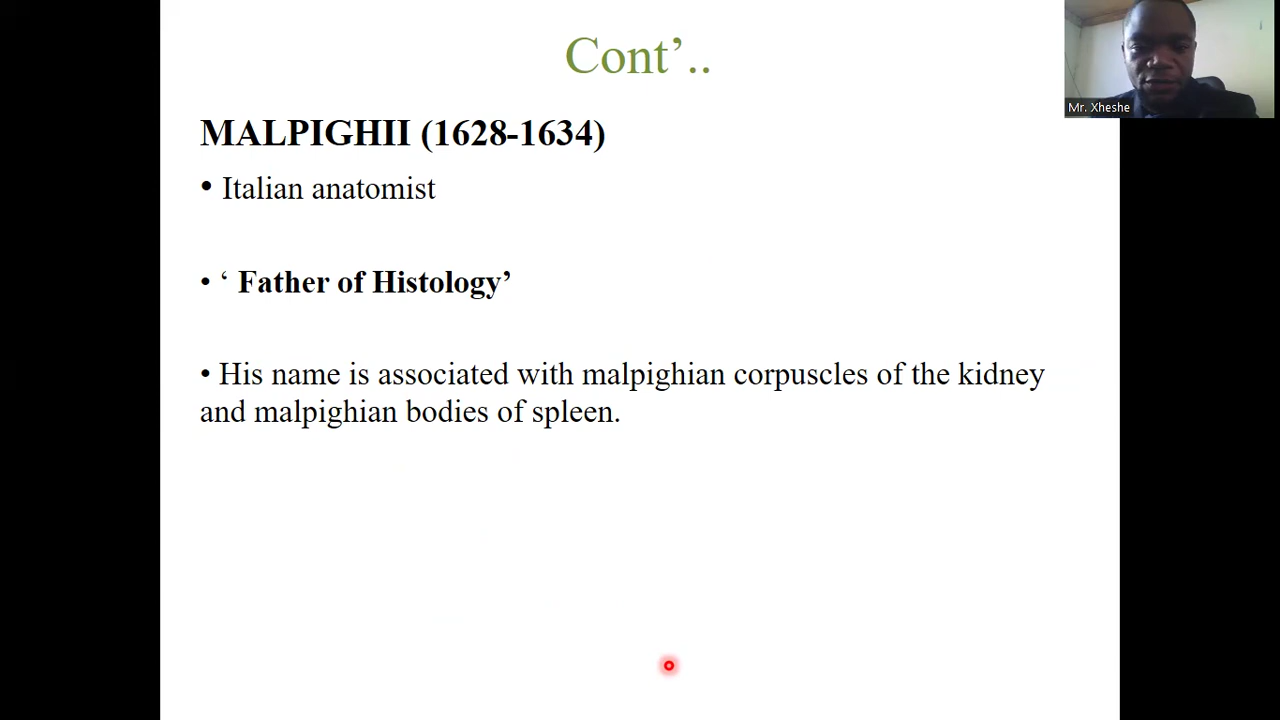 Cont’..
Mr. Xheshe
MALPIGHII (1628-1634)
• Italian anatomist
• ‘ Father of Histology’
• His name is associated with malpighian corpuscles of the kidney
and malpighian bodies of spleen.